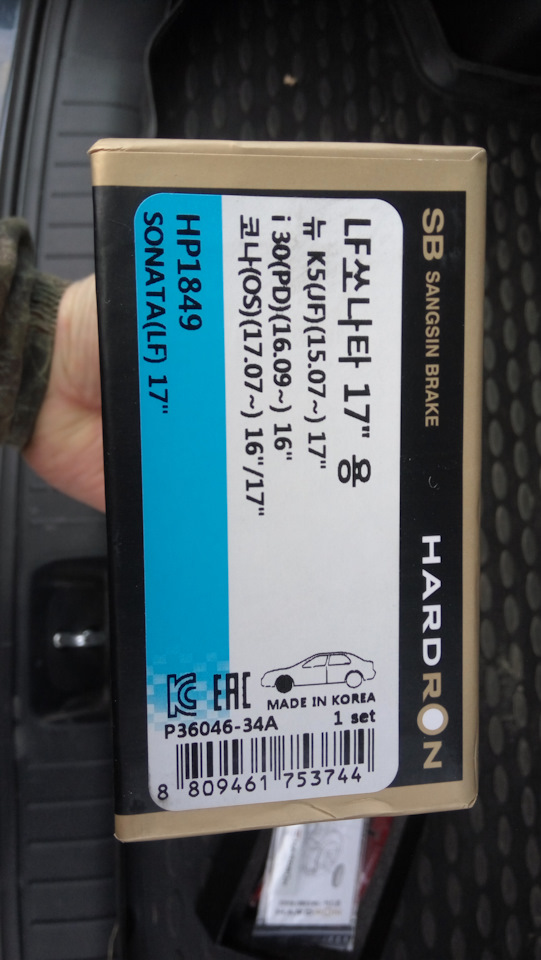 SB SANGSIN BRAKE
HARDRON
LF쏘나타 17" 용
뉴 K5(JF)(15.07~) 17"
i 30(PD)(16.09~) 16"
코나(OS)(17.07~) 16"/17"
HP1849
SONATA(LF) 17"
EAC
MADE IN KOREA
P36046-34A
1 set
8 809461 753744
HARDRON